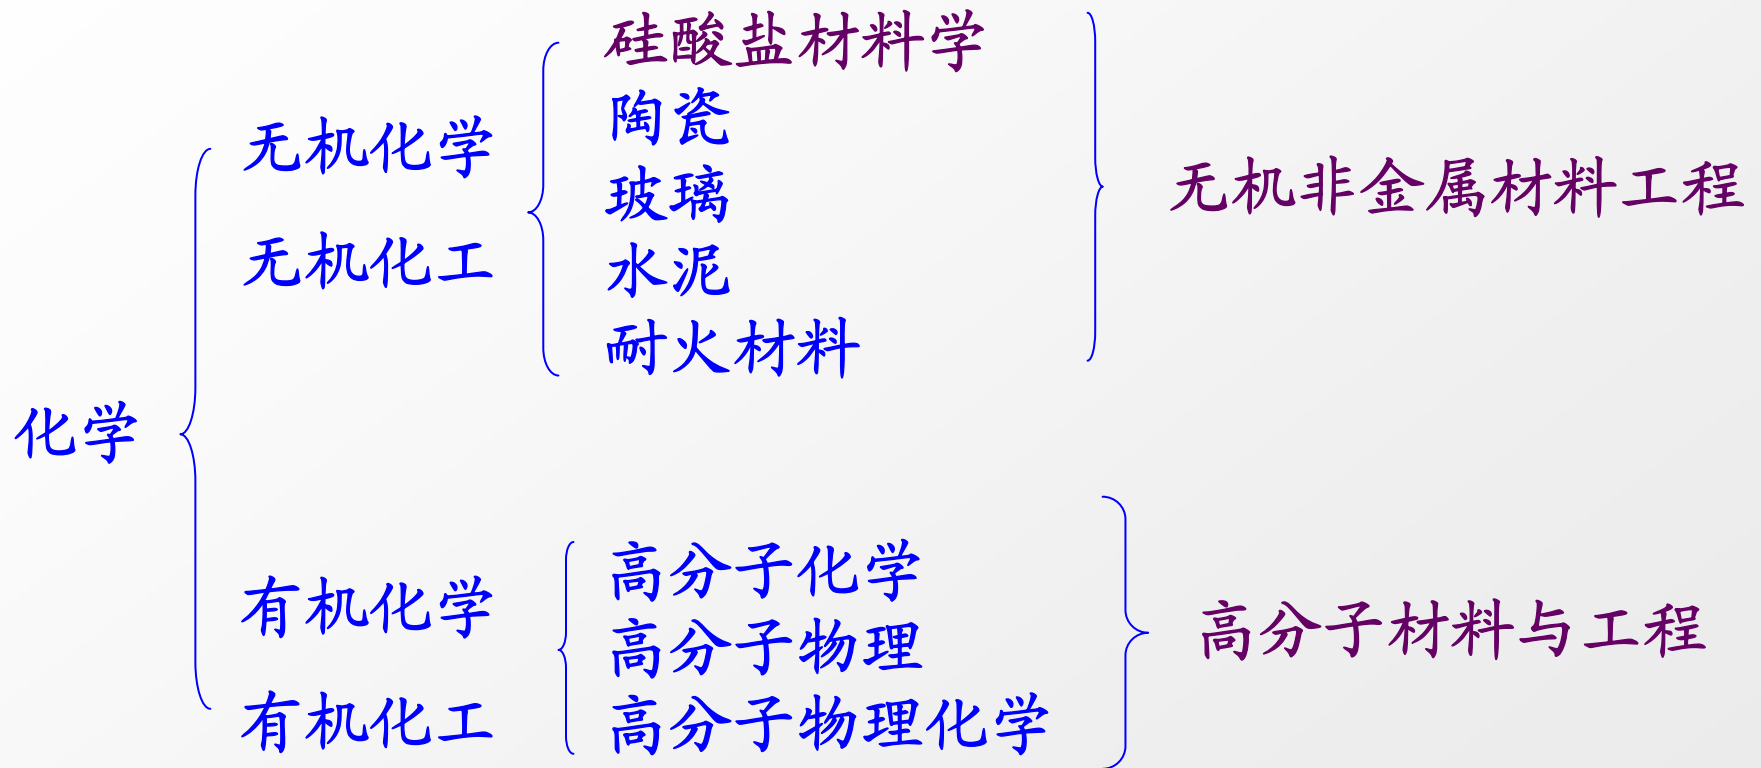 化学
无机化学
无机化工
硅酸盐材料学
陶瓷
玻璃
水泥
耐火材料
无机非金属材料工程
有机化学
有机化工
高分子化学
高分子物理
高分子物理化学
高分子材料与工程